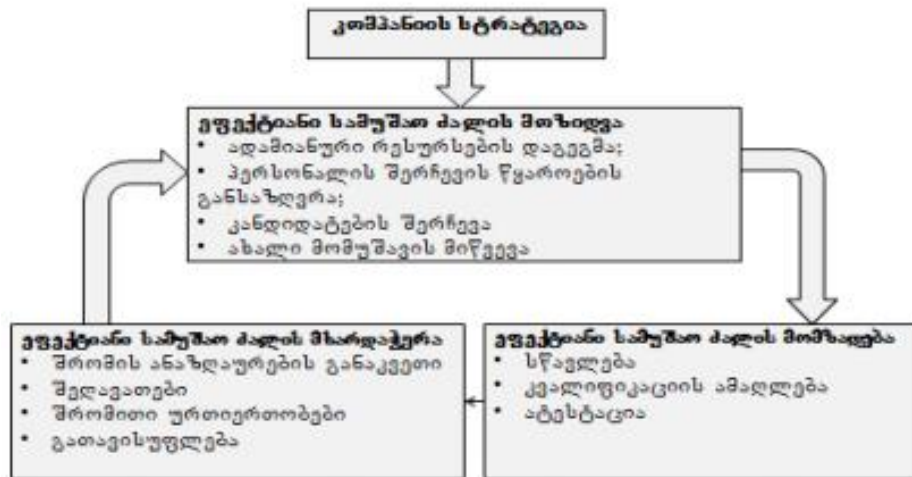 კომპანიის სტრატეგია
ეფექტიანი სამუშაო ძალის მოზიდვა
• ადამიანური რესურსების დაგეგმა;
• პერსონალის შერჩევის წყაროების
განსაზღვრა;
• კანდიდატების შერჩევა
• ახალი მომუშავის მიწვევა
ეფექტიანი სამუშაო ძალის მხარდაჭერა
• შრომის ანაზღაურების განაკვეთი
• შეღავათები
• შრომითი ურთიერთობები
• გათავისუფლება
ეფექტიანი სამუშაო ძალის მომზადება
• სწავლება
• კვალიფიკაციის ამაღლება
• ატესტაცია